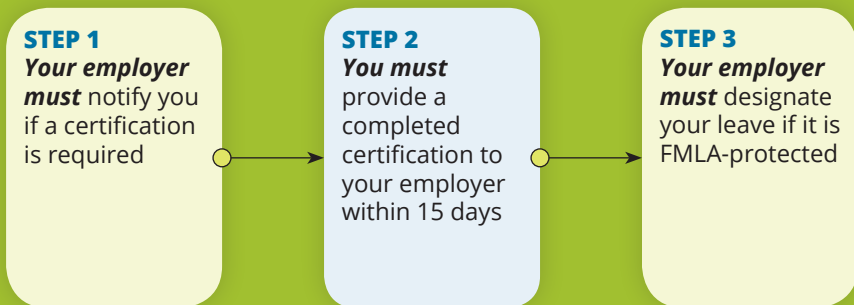 STEP 1
Your employer
must notify you
if a certification
is required
STEP 2
You must
provide a
completed
certification to
your employer
within 15 days
STEP 3
Your employer
must designate
your leave if it is
FMLA-protected